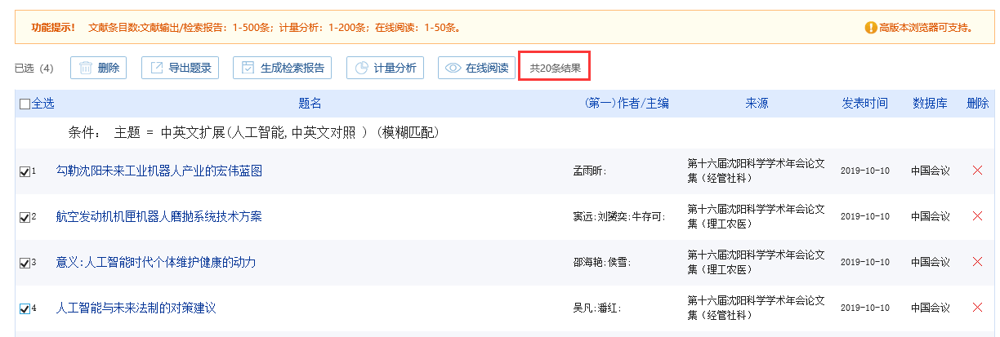 功能提示！ 文献条目数:文献输出/检索报告：1-500条；计量分析：1-200条；在线阅读：1-50条。 高版本浏览器可支持。
已选 (4) 删除 导出题录 生成检索报告 计量分析 在线阅读 共20条结果
全选 题名 (第一)作者/主编 来源 发表时间 数据库 删除
条件： 主题 = 中英文扩展(人工智能,中英文对照 ) (模糊匹配)
1 勾勒沈阳未来工业机器人产业的宏伟蓝图 孟雨昕; 第十六届沈阳科学学术年会论文
集（经管社科） 2019-10-10 中国会议
2 航空发动机机匣机器人磨抛系统技术方案 窦远;刘赟奕;牛存可; 第十六届沈阳科学学术年会论文
集（理工农医） 2019-10-10 中国会议
3 意义:人工智能时代个体维护健康的动力 邵海艳;侯雪; 第十六届沈阳科学学术年会论文
集（理工农医） 2019-10-10 中国会议
4 人工智能与未来法制的对策建议 吴凡;潘红; 第十六届沈阳科学学术年会论文
集（经管社科） 2019-10-10 中国会议